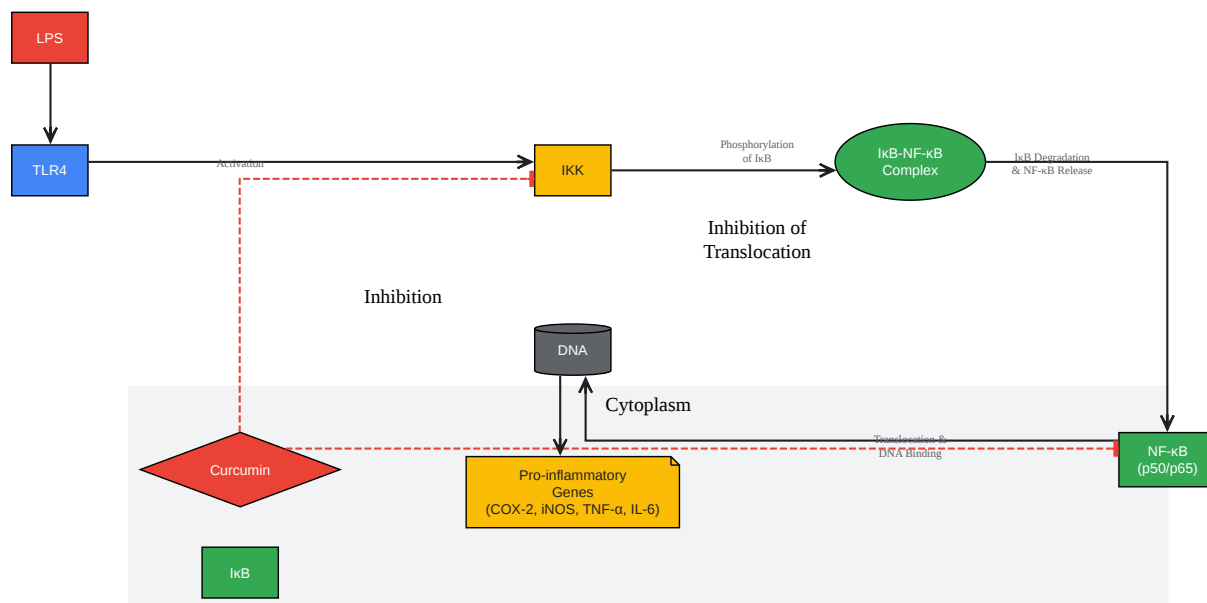 LPS
TLR4
Activation
IKK
Phosphorylation
of IκB
IκB-NF-κB
Complex
IκB Degradation
& NF-κB Release
Inhibition of
Translocation
Inhibition
DNA
Cytoplasm
Translocation &
DNA Binding
NF-κB
(p50/p65)
Curcumin
Pro-inflammatory
Genes
(COX-2, iNOS, TNF-α, IL-6)
IκB